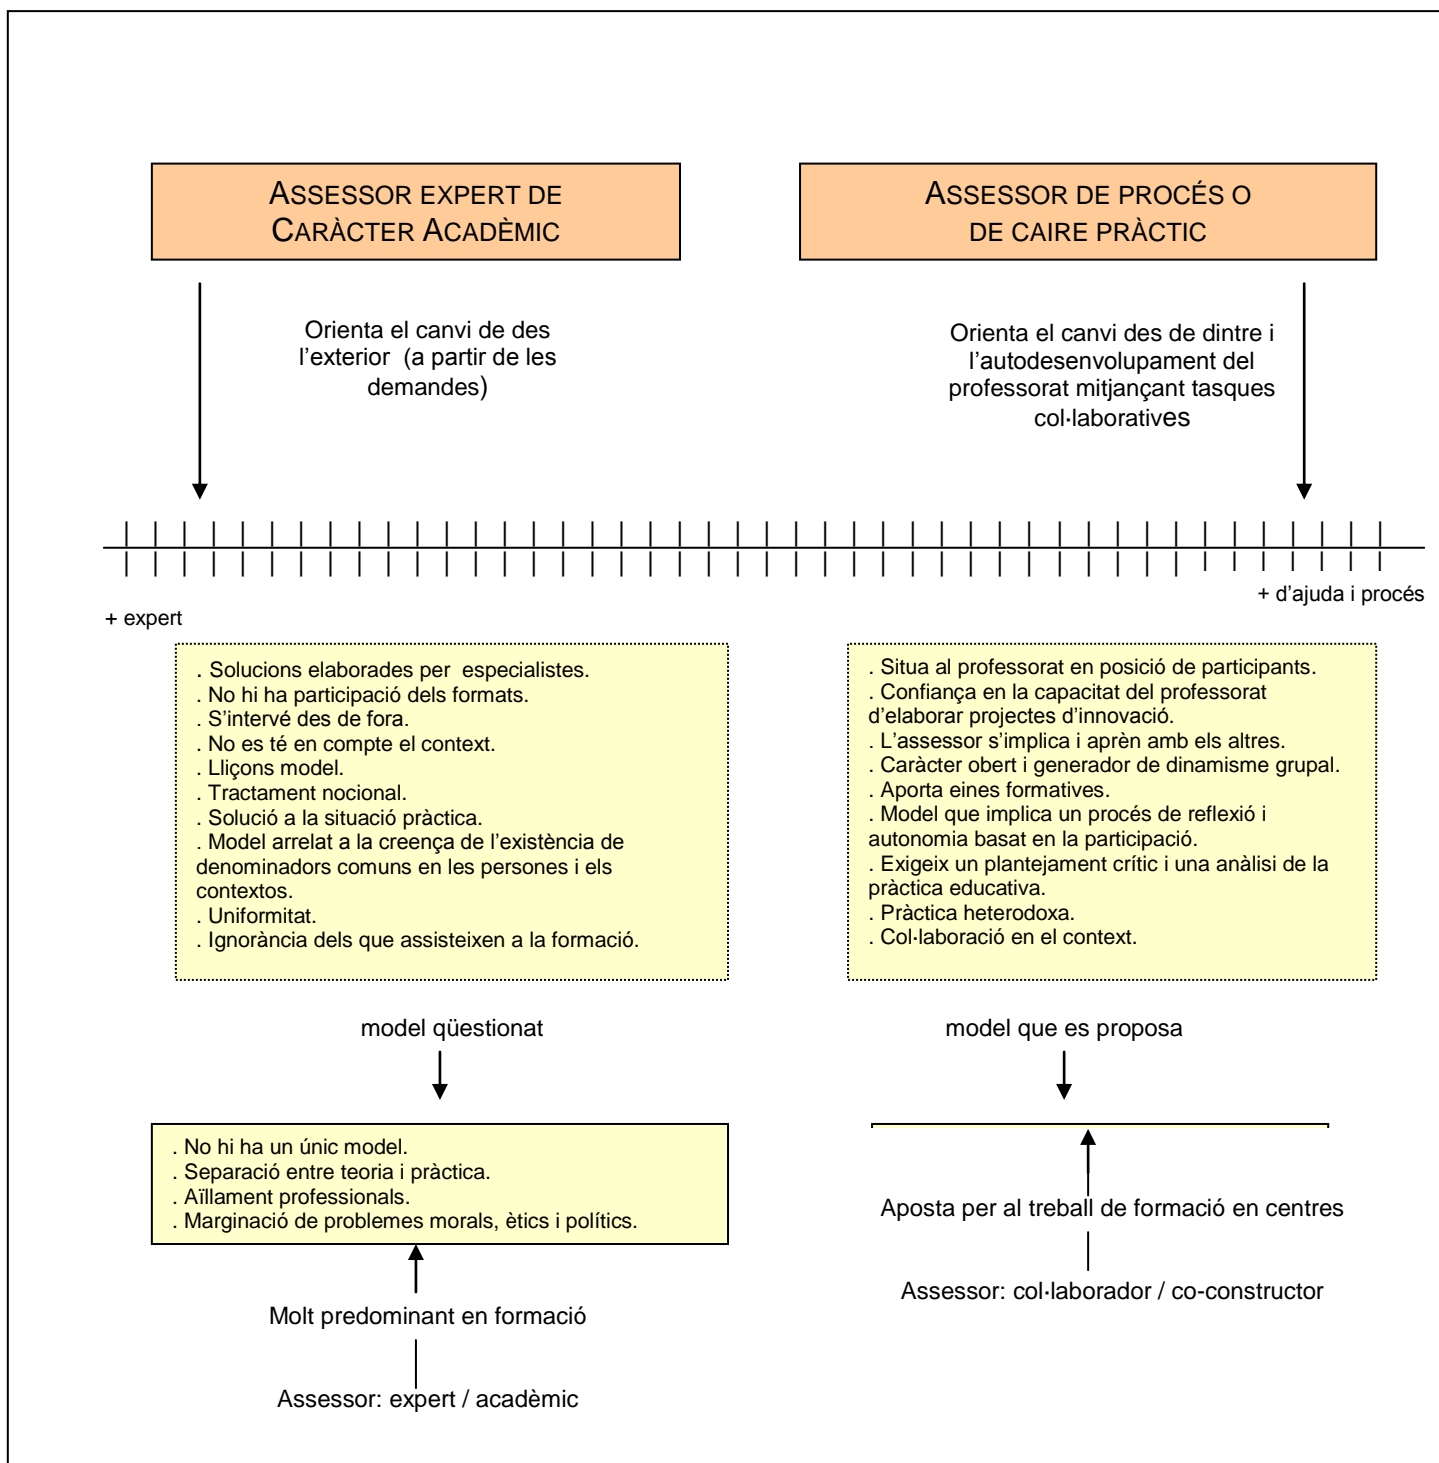 ASSESSOR EXPERT DE
CARÀCTER ACADÈMIC
ASSESSOR DE PROCÉS O
DE CAIRE PRÀCTIC
Orienta el canvi de des
l’exterior (a partir de les
demandes)
Orienta el canvi des de dintre i
l’autodesenvolupament del
professorat mitjançant tasques
col·laboratives
+ expert
+ d’ajuda i procés
. Solucions elaborades per especialistes.
. No hi ha participació dels formats.
. S’intervé des de fora.
. No es té en compte el context.
. Lliçons model.
. Tractament nocional.
. Solució a la situació pràctica.
. Model arrelat a la creença de l’existència de
denominadors comuns en les persones i els
contextos.
. Uniformitat.
. Ignorància dels que assisteixen a la formació.
. Situa al professorat en posició de participants.
. Confiança en la capacitat del professorat
d’elaborar projectes d’innovació.
. L’assessor s’implica i aprèn amb els altres.
. Caràcter obert i generador de dinamisme grupal.
. Aporta eines formatives.
. Model que implica un procés de reflexió i
autonomia basat en la participació.
. Exigeix un plantejament crític i una anàlisi de la
pràctica educativa.
. Pràctica heterodoxa.
. Col·laboració en el context.
model qüestionat
model que es proposa
. No hi ha un únic model.
. Separació entre teoria i pràctica.
. Aïllament professionals.
. Marginació de problemes morals, ètics i polítics.
Aposta per al treball de formació en centres
Assessor: col·laborador / co-constructor
Molt predominant en formació
Assessor: expert / acadèmic